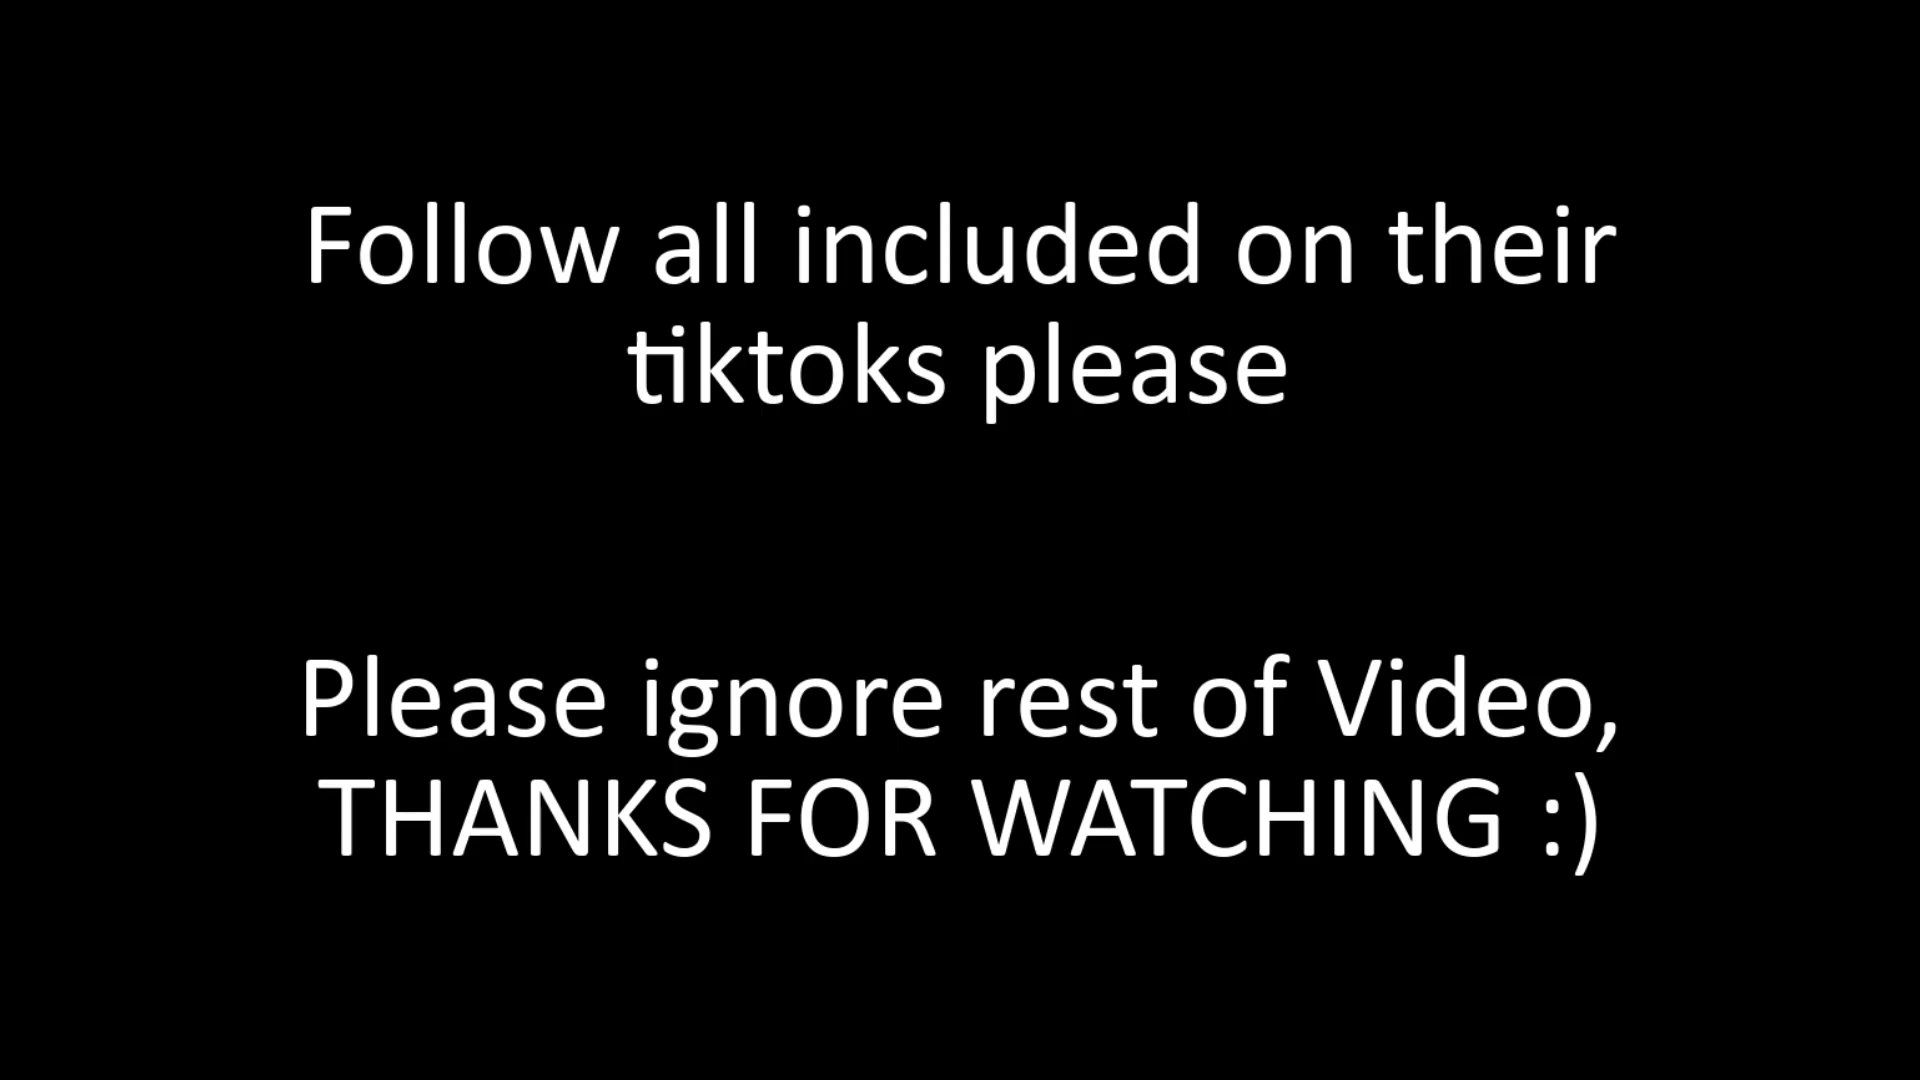 Follow all included on their
tiktoks please
Please ignore rest of Video,
THANKS FOR WATCHING :)